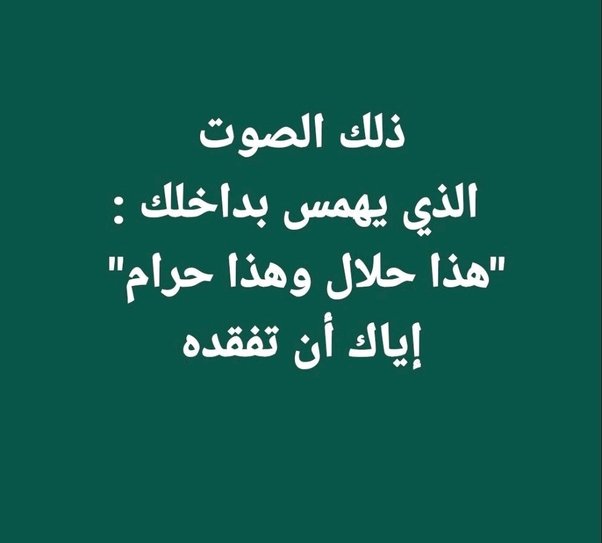 ذلك الصوت
الذي يهمس بداخلك :
"هذا حلال وهذا حرام"
إياك أن تفقده